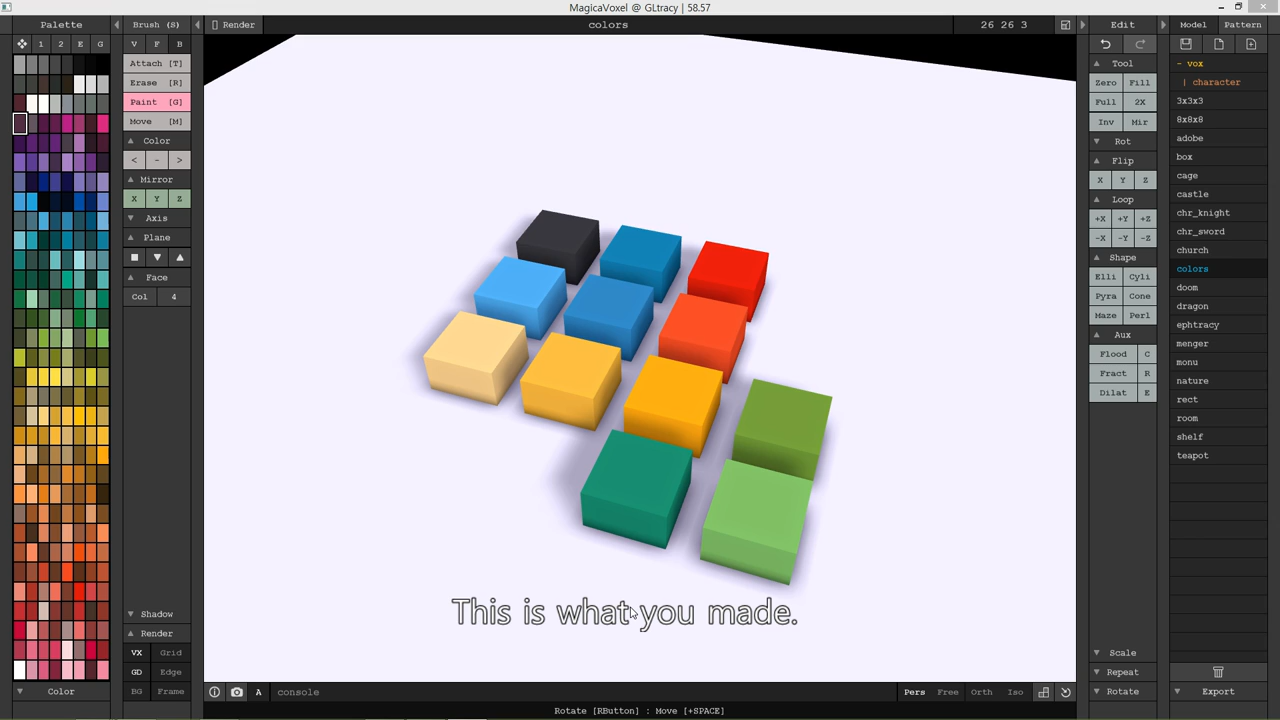 MagicaVoxel @ GLtracy | 58.57
Palette
Brush (S)
Render
colors
26 26 3
Edit
Model
Pattern
1 2 E G
V F B
Attach [T]
Erase [R]
Paint [G]
Move [M]
Color
< - >
Mirror
X Y Z
Axis
Plane
Face
Col 4
Shadow
Render
VX Grid
GD Edge
BG Frame
Color
This is what you made.
A console
Pers Free Orth Iso
Rotate [RButton] : Move [+SPACE]
Tool
Zero Fill
Full 2X
Inv Mir
Rot
Flip
X Y Z
Loop
+X +Y +Z
-X -Y -Z
Shape
Elli Cyli
Pyra Cone
Maze Perl
Aux
Flood C
Fract R
Dilat E
Scale
Repeat
Rotate
- vox
| character
3x3x3
8x8x8
adobe
box
cage
castle
chr_knight
chr_sword
church
colors
doom
dragon
ephtracy
menger
monu
nature
rect
room
shelf
teapot
Export